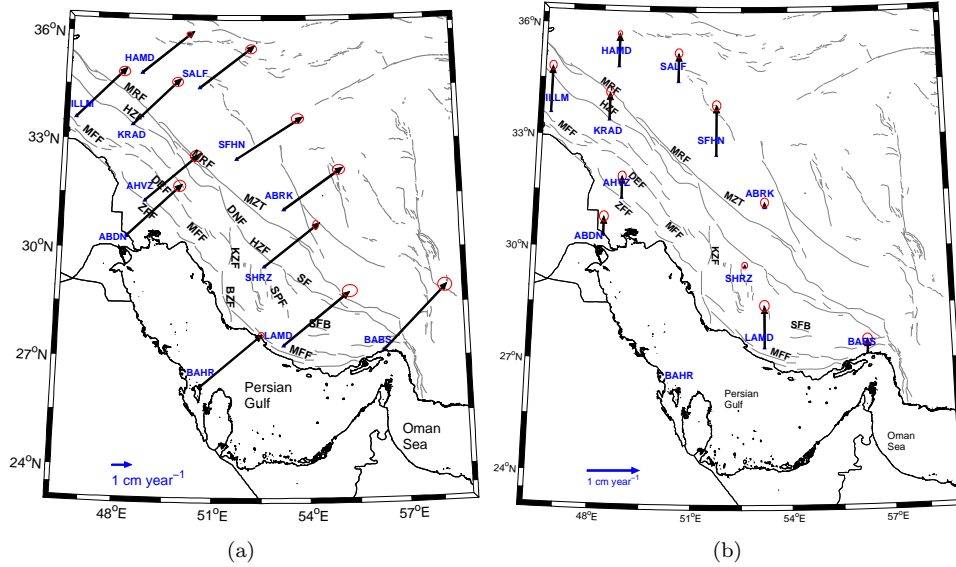 36°N
33°N
30°N
27°N
24°N
48°E
51°E
54°E
57°E
HAMD
SALF
ILLM
MRF
HZF
KRAD
MFF
SFHN
MRF
AHVZ
DEF
ABRK
ZFF
MZT
DNF
ABDN
MFF
HZF
KZF
SHRZ
SF
BZF
SPF
SFB
LAMD
MFF
BABS
BAHR
Persian
Gulf
Oman
Sea
1 cm year−1
(a)
36°N
33°N
30°N
27°N
24°N
48°E
51°E
54°E
57°E
HAMD
SALF
ILLM
MRF
HZF
KRAD
MFF
SFHN
MRF
DEF
AHVZ
ABRK
ZFF
MZT
ABDN
KZF
SHRZ
SFB
LAMD
MFF
BABS
BAHR
Persian
Gulf
Oman
Sea
1 cm year−1
(b)